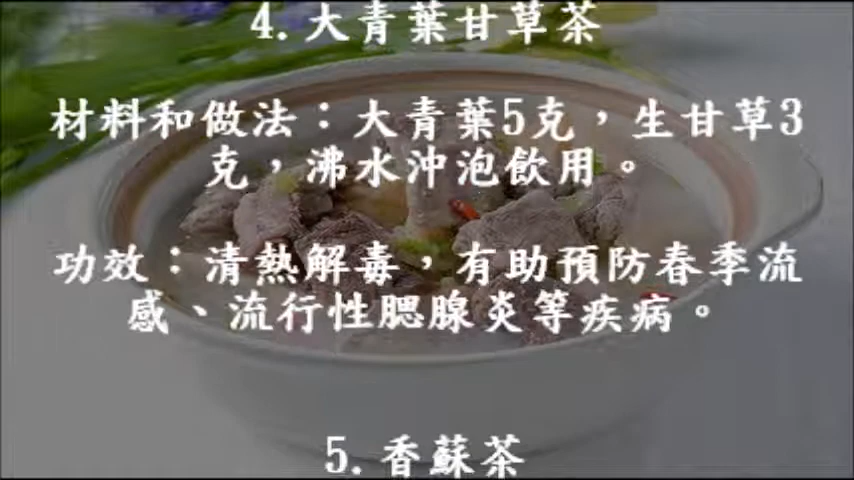 4.大青葉甘草茶
材料和做法：大青葉5克，生甘草3
克，沸水沖泡飲用。
功效：清熱解毒，有助預防春季流
感、流行性腮腺炎等疾病。
5.香蘇茶